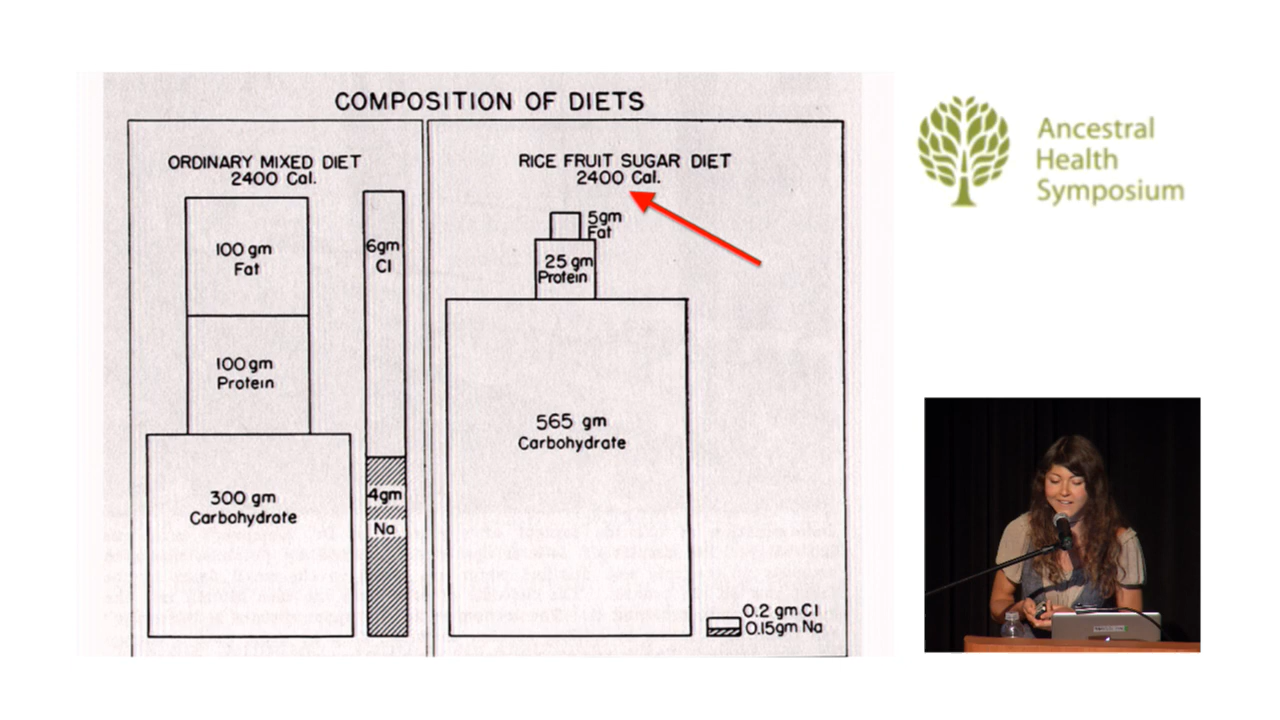 COMPOSITION OF DIETS
ORDINARY MIXED DIET
2400 Cal.
100 gm
Fat
100 gm
Protein
300 gm
Carbohydrate
6gm
Cl
4gm
Na
RICE FRUIT SUGAR DIET
2400 Cal.
5gm
Fat
25 gm
Protein
565 gm
Carbohydrate
0.2 gm Cl
0.15gm Na
Ancestral
Health
Symposium